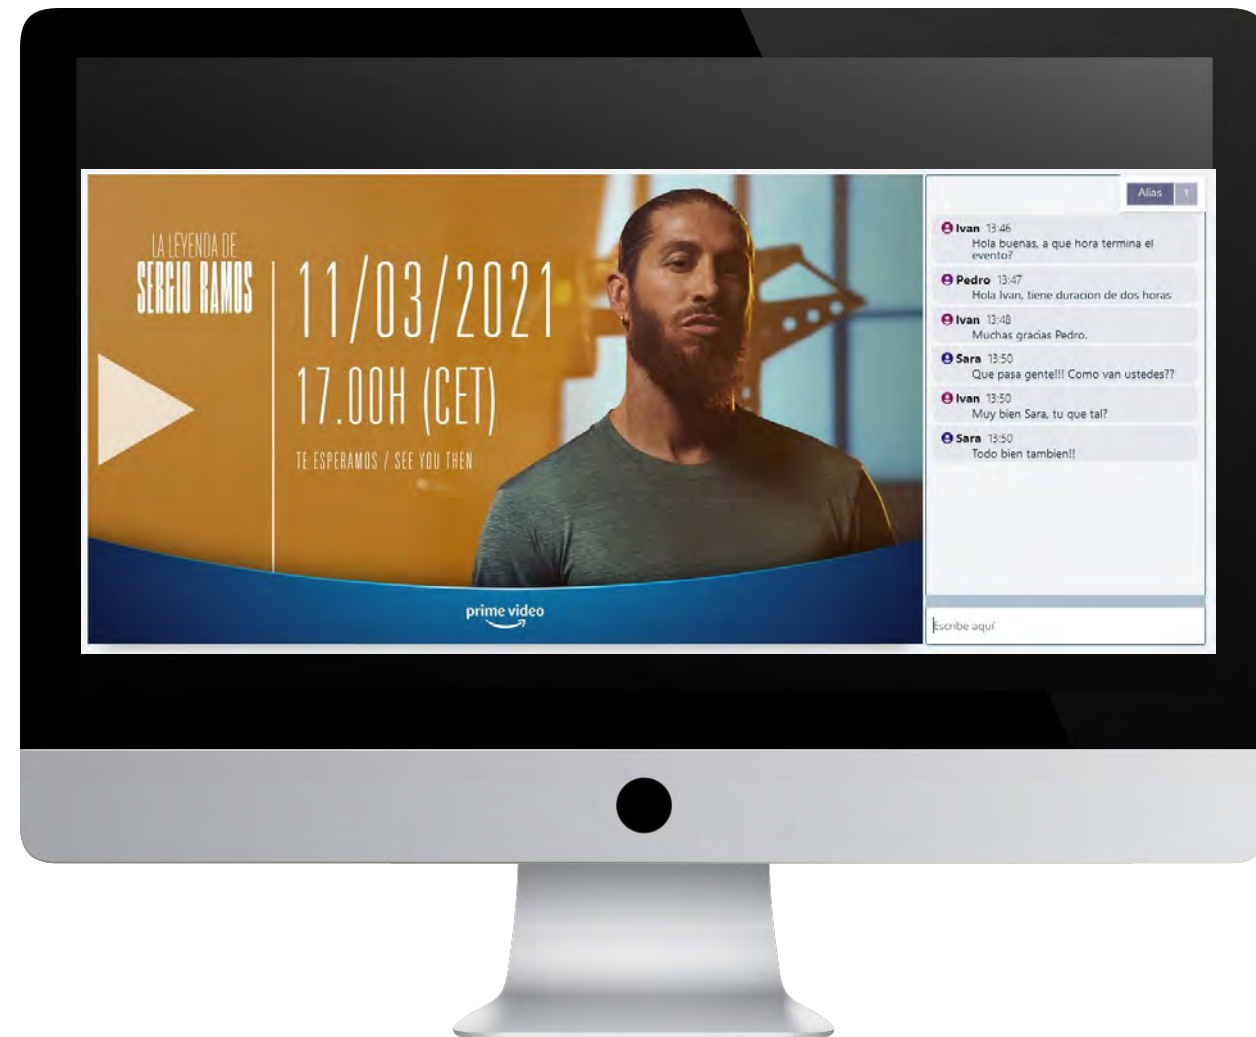 LA LEYENDA DE
SERGIO RAMOS
11/03/2021
17.00H (CET)
TE ESPERAMOS / SEE YOU THEN
prime video
Alias 1
Ivan 13:46
Hola buenas, a que hora termina el
evento?
Pedro 13:47
Hola Ivan, tiene duracion de dos horas
Ivan 13:48
Muchas gracias Pedro.
Sara 13:50
Que pasa gente!!! Como van ustedes??
Ivan 13:50
Muy bien Sara, tu que tal?
Sara 13:50
Todo bien tambien!!
Escribe aquí